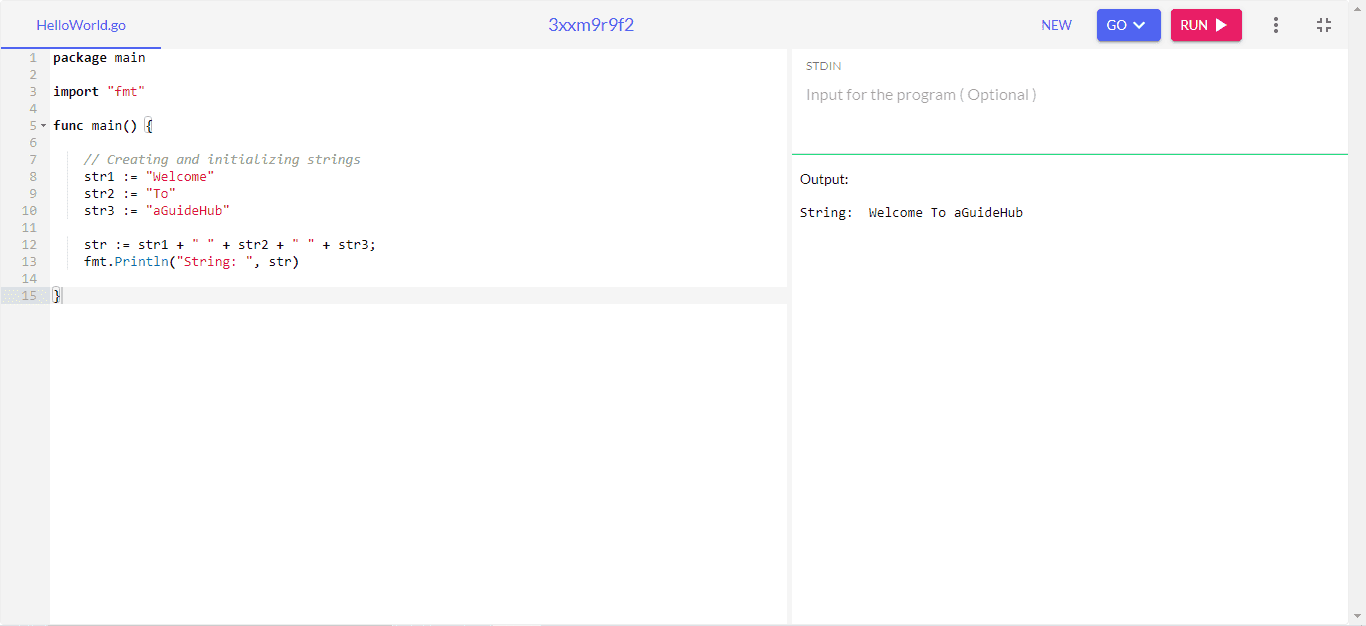 HelloWorld.go
3xxm9r9f2
NEW
GO
RUN
1 package main
2
3 import "fmt"
4
5 func main() {
6
7 // Creating and initializing strings
8 str1 := "Welcome"
9 str2 := "To"
10 str3 := "aGuideHub"
11
12 str := str1 + " " + str2 + " " + str3;
13 fmt.Println("String: ", str)
14
15 }
STDIN
Input for the program ( Optional )
Output:
String:  Welcome To aGuideHub